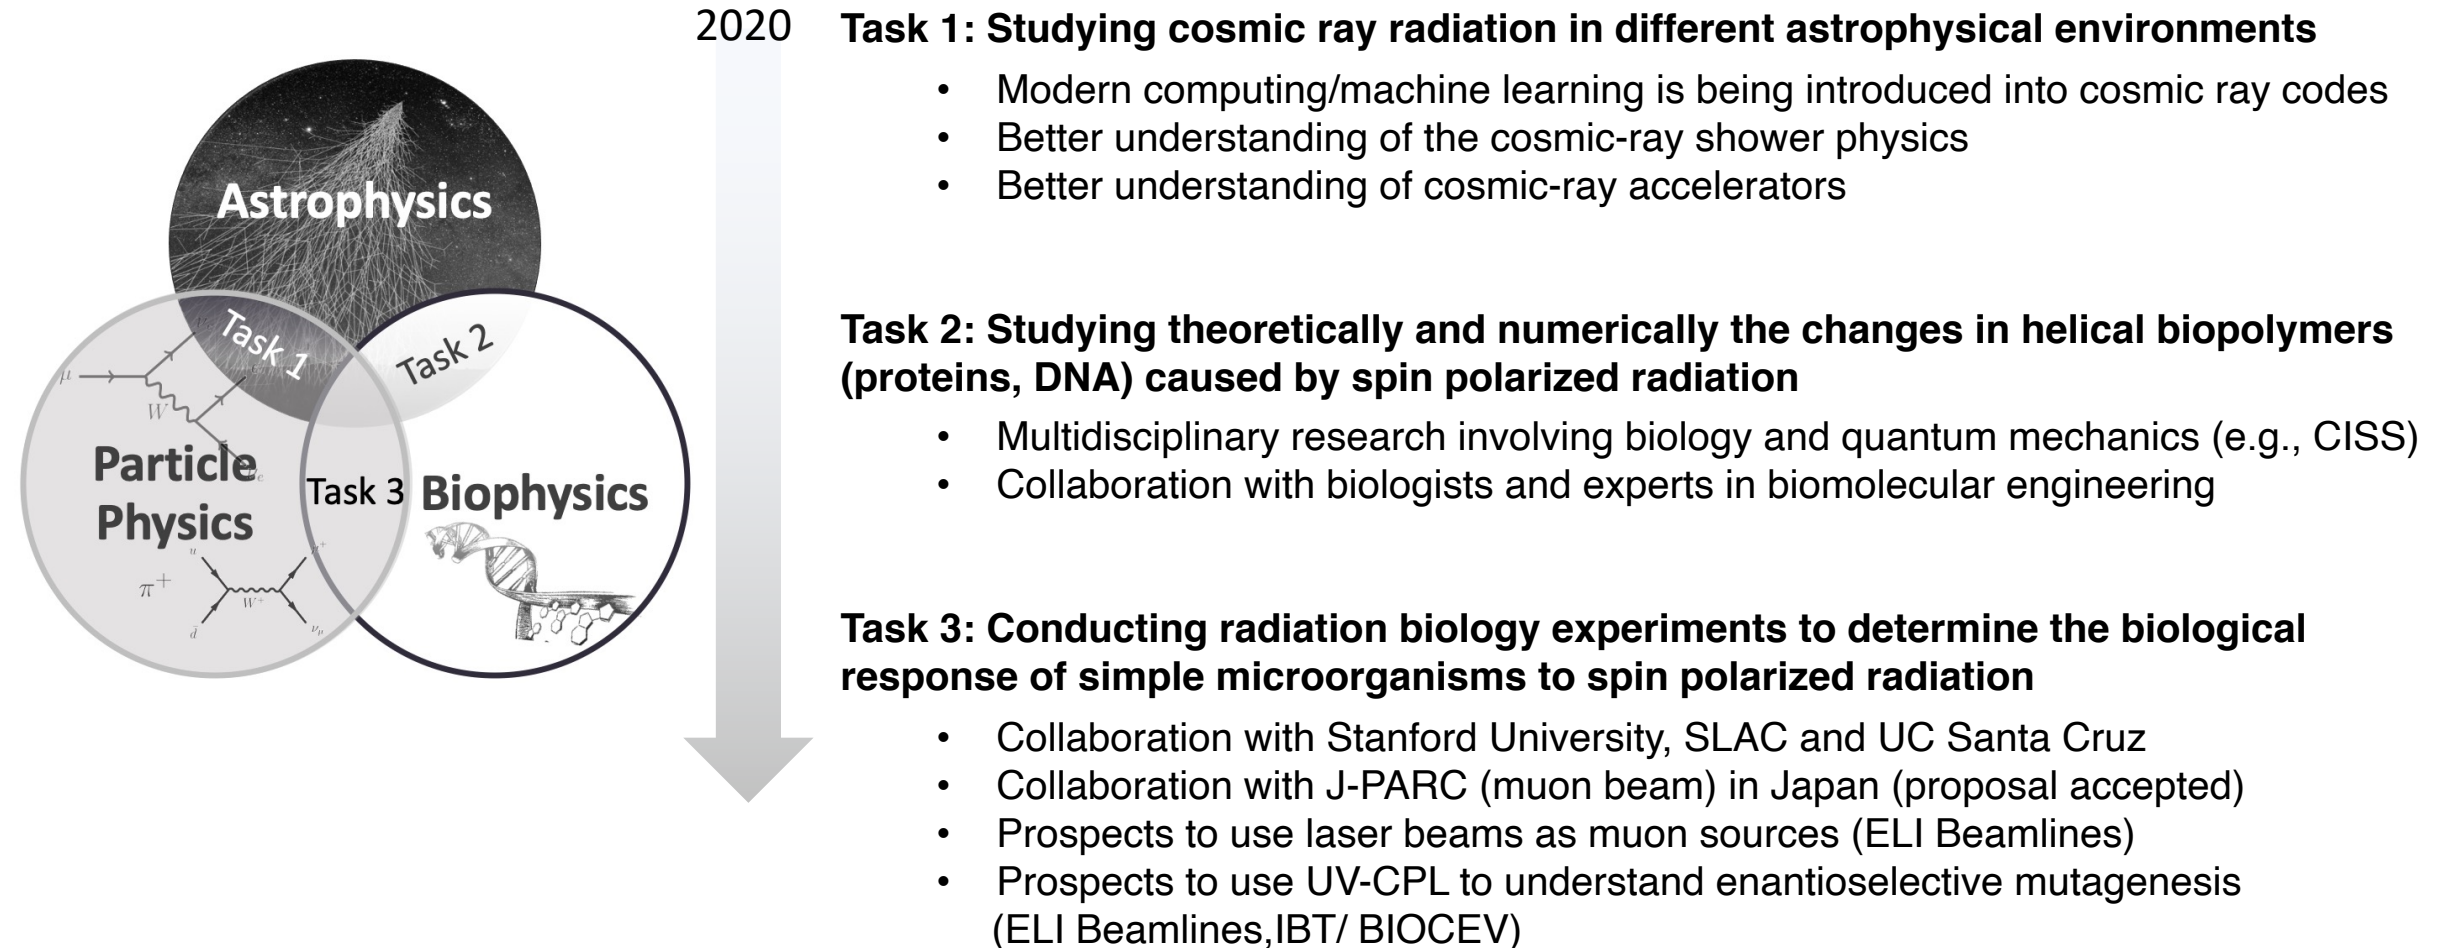 2020
Astrophysics
Task 1
Task 2
μ
W
Particle
Physics
Task 3
Biophysics
u
π+
W+
d̄
Task 1: Studying cosmic ray radiation in different astrophysical environments
• Modern computing/machine learning is being introduced into cosmic ray codes
• Better understanding of the cosmic-ray shower physics
• Better understanding of cosmic-ray accelerators
Task 2: Studying theoretically and numerically the changes in helical biopolymers
(proteins, DNA) caused by spin polarized radiation
• Multidisciplinary research involving biology and quantum mechanics (e.g., CISS)
• Collaboration with biologists and experts in biomolecular engineering
Task 3: Conducting radiation biology experiments to determine the biological
response of simple microorganisms to spin polarized radiation
• Collaboration with Stanford University, SLAC and UC Santa Cruz
• Collaboration with J-PARC (muon beam) in Japan (proposal accepted)
• Prospects to use laser beams as muon sources (ELI Beamlines)
• Prospects to use UV-CPL to understand enantioselective mutagenesis
(ELI Beamlines,IBT/ BIOCEV)